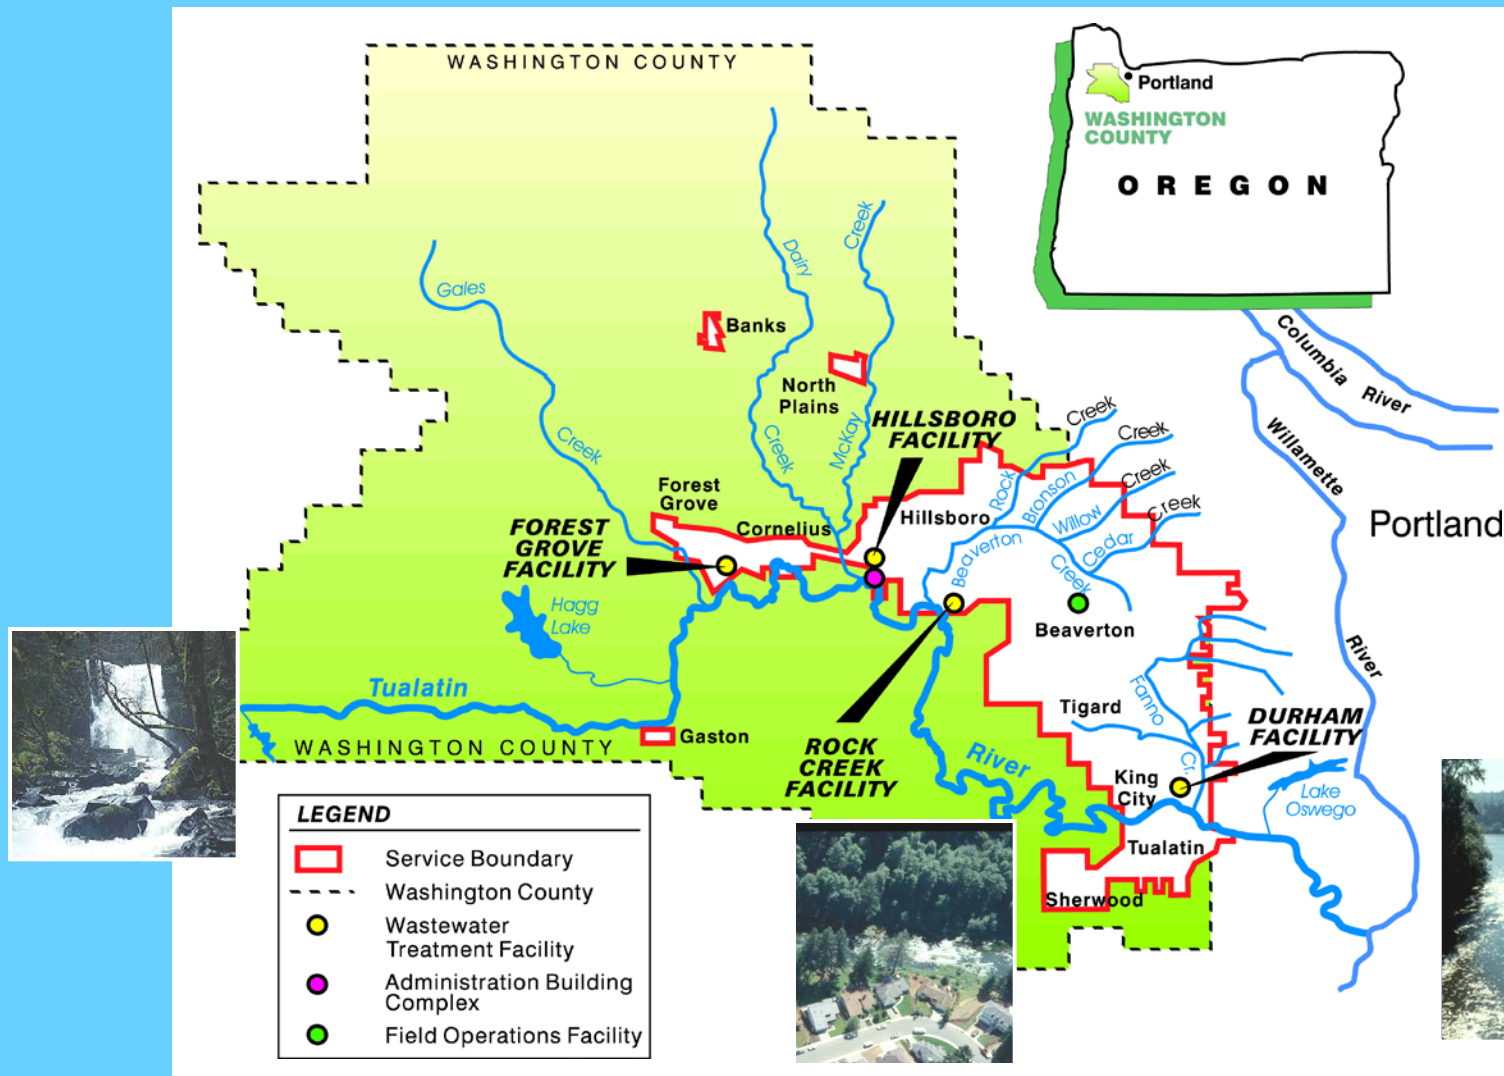 WASHINGTON COUNTY
Portland
WASHINGTON
COUNTY
OREGON
Columbia River
Willamette River
Portland
Gales Creek
Dairy Creek
McKay Creek
Banks
North
Plains
HILLSBORO
FACILITY
Rock Creek
Bronson Creek
Willow Creek
Cedar Creek
Beaverton Creek
Forest
Grove
Cornelius
Hillsboro
FOREST
GROVE
FACILITY
Hagg
Lake
Beaverton
Tualatin River
Gaston
WASHINGTON COUNTY
ROCK
CREEK
FACILITY
Tigard
Fanno Cr.
DURHAM
FACILITY
King
City
Lake
Oswego
Tualatin
Sherwood
LEGEND
Service Boundary
Washington County
Wastewater
Treatment Facility
Administration Building
Complex
Field Operations Facility